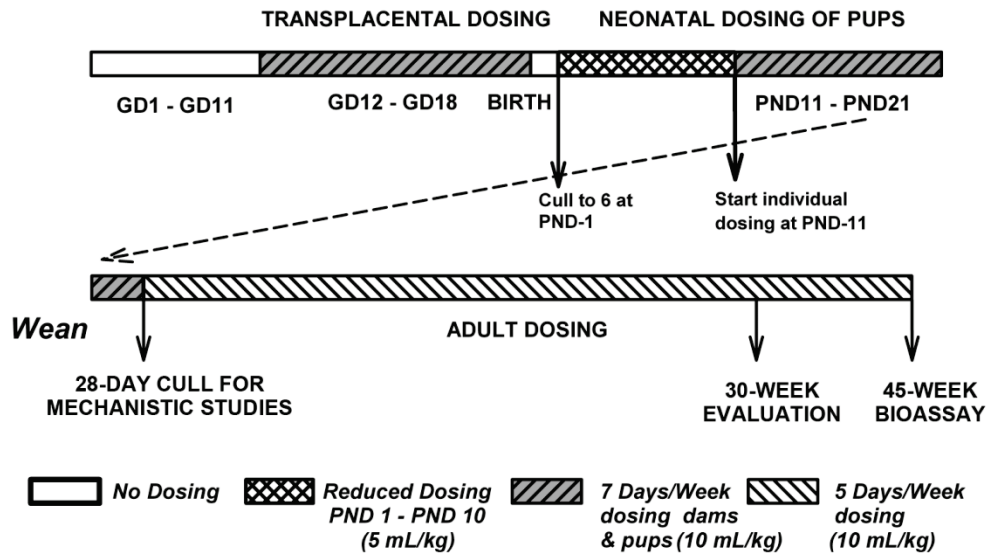 TRANSPLACENTAL DOSING
NEONATAL DOSING OF PUPS
GD1 - GD11
GD12 - GD18
BIRTH
PND11 - PND21
Cull to 6 at
PND-1
Start individual
dosing at PND-11
Wean
ADULT DOSING
28-DAY CULL FOR
MECHANISTIC STUDIES
30-WEEK
EVALUATION
45-WEEK
BIOASSAY
No Dosing
Reduced Dosing
PND 1 - PND 10
(5 mL/kg)
7 Days/Week
dosing dams
& pups (10 mL/kg)
5 Days/Week
dosing
(10 mL/kg)